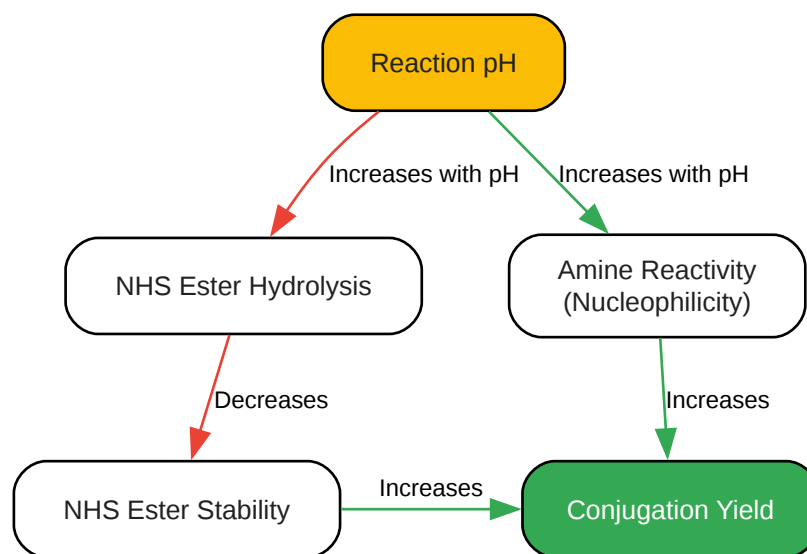 Reaction pH
Increases with pH
Increases with pH
NHS Ester Hydrolysis
Amine Reactivity
(Nucleophilicity)
Decreases
Increases
NHS Ester Stability
Increases
Conjugation Yield